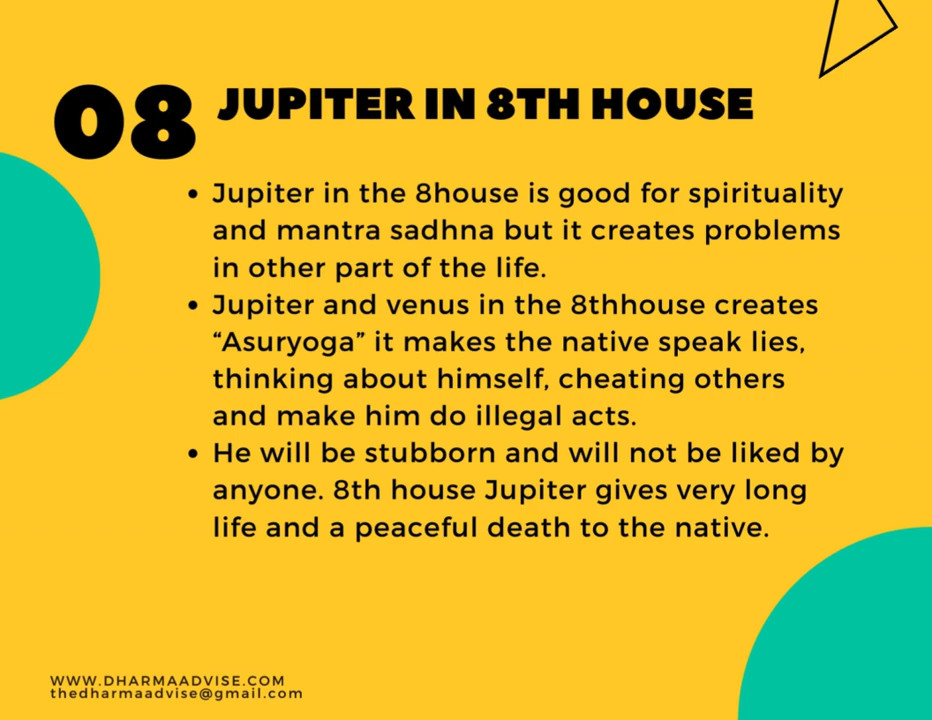 08 JUPITER IN 8TH HOUSE
• Jupiter in the 8house is good for spirituality
and mantra sadhna but it creates problems
in other part of the life.
• Jupiter and venus in the 8thhouse creates
“Asuryoga” it makes the native speak lies,
thinking about himself, cheating others
and make him do illegal acts.
• He will be stubborn and will not be liked by
anyone. 8th house Jupiter gives very long
life and a peaceful death to the native.
WWW.DHARMAADVISE.COM
thedharmaadvise@gmail.com